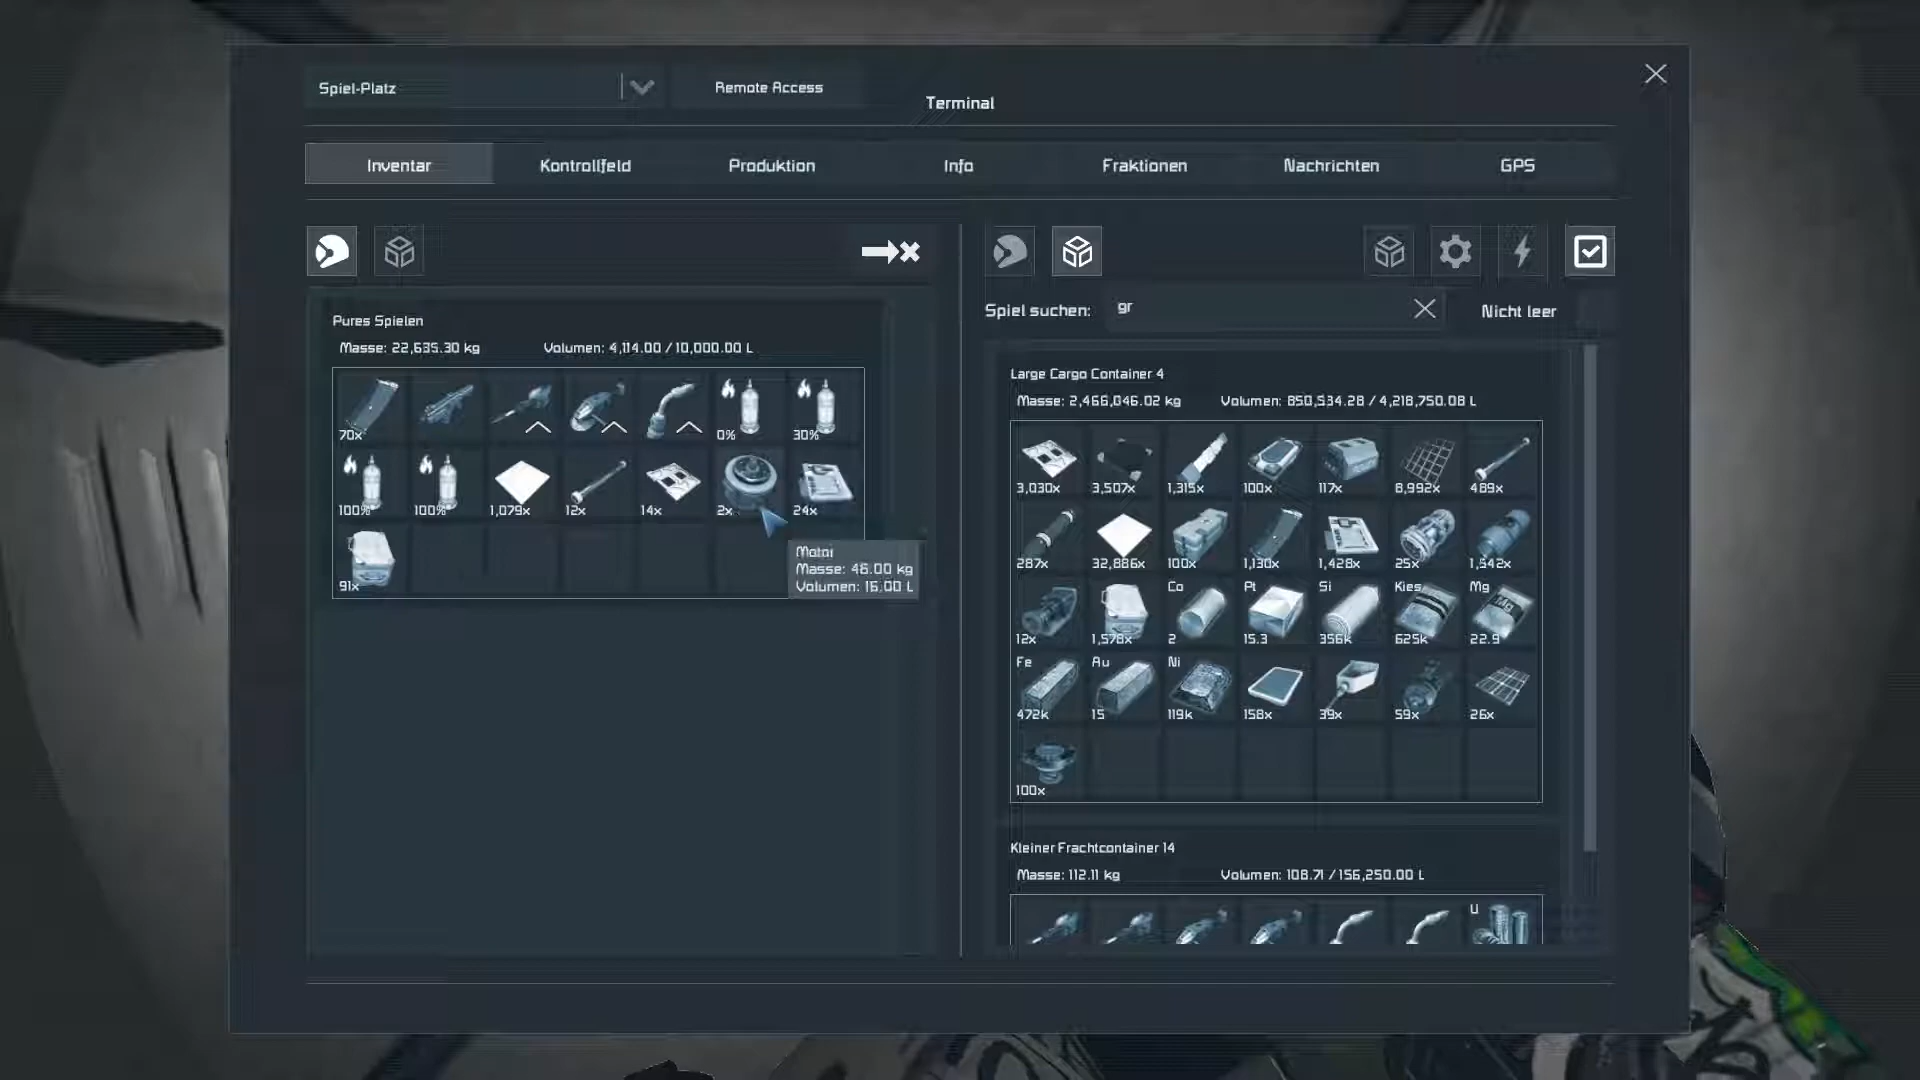 Spiel-Platz
Remote Access
Terminal
Inventar
Kontrollfeld
Produktion
Info
Fraktionen
Nachrichten
GPS
Spiel suchen:
gr
Nicht leer
Pures Spielen
Masse: 22,635.30 kg
Volumen: 4,114.00 / 10,000.00 L
70x
0%
30%
100%
100%
1,079x
12x
14x
2x
24x
91x
Motor
Masse: 48.00 kg
Volumen: 16.00 L
Large Cargo Container 4
Masse: 2,466,046.02 kg
Volumen: 850,534.28 / 4,218,750.08 L
3,030x
3,507x
1,315x
100x
117x
8,992x
489x
287x
32,886x
100x
1,130x
1,428x
25x
1,542x
12x
1,578x
Co
2
Pt
15.3
Si
356k
Kies
625k
Mg
22.9
Fe
472k
Au
15
Ni
119k
158x
39x
59x
26x
100x
Kleiner Frachtcontainer 14
Masse: 112.11 kg
Volumen: 108.71 / 156,250.00 L
U